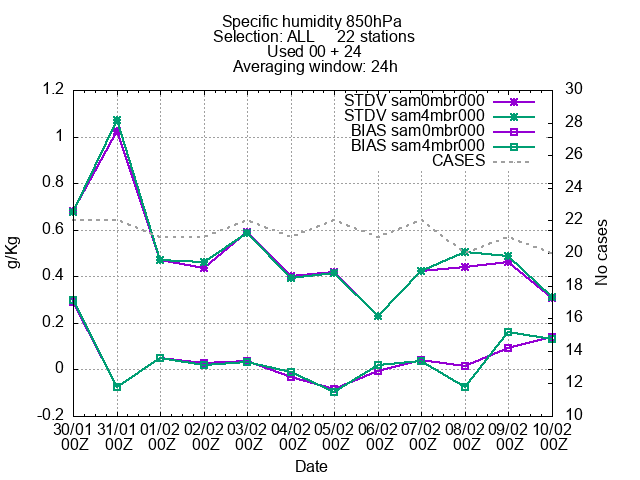 Specific humidity 850hPa
Selection: ALL     22 stations
Used 00 + 24
Averaging window: 24h
STDV sam0mbr000
STDV sam4mbr000
BIAS sam0mbr000
BIAS sam4mbr000
CASES
1.2
1
0.8
0.6
0.4
0.2
0
-0.2
g/Kg
30
28
26
24
22
20
18
16
14
12
10
No cases
30/01 31/01 01/02 02/02 03/02 04/02 05/02 06/02 07/02 08/02 09/02 10/02
00Z 00Z 00Z 00Z 00Z 00Z 00Z 00Z 00Z 00Z 00Z 00Z
Date